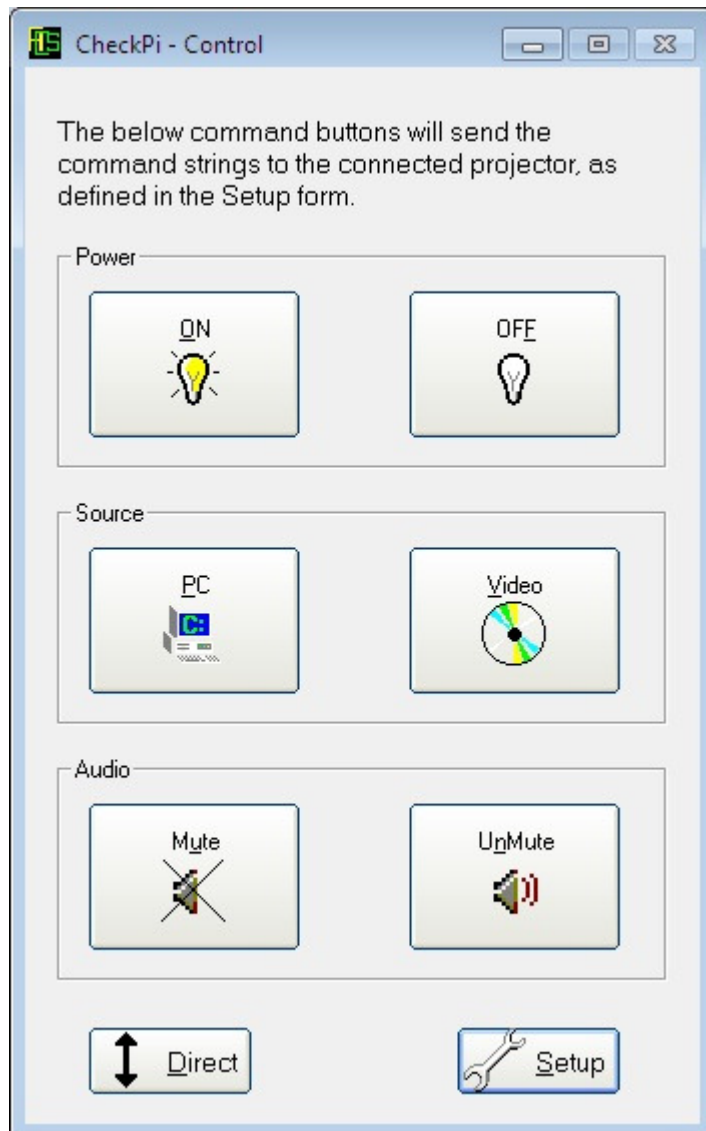 CheckPi - Control
The below command buttons will send the
command strings to the connected projector, as
defined in the Setup form.
Power
ON
OFF
Source
PC
C:
Video
Audio
Mute
UnMute
Direct
Setup